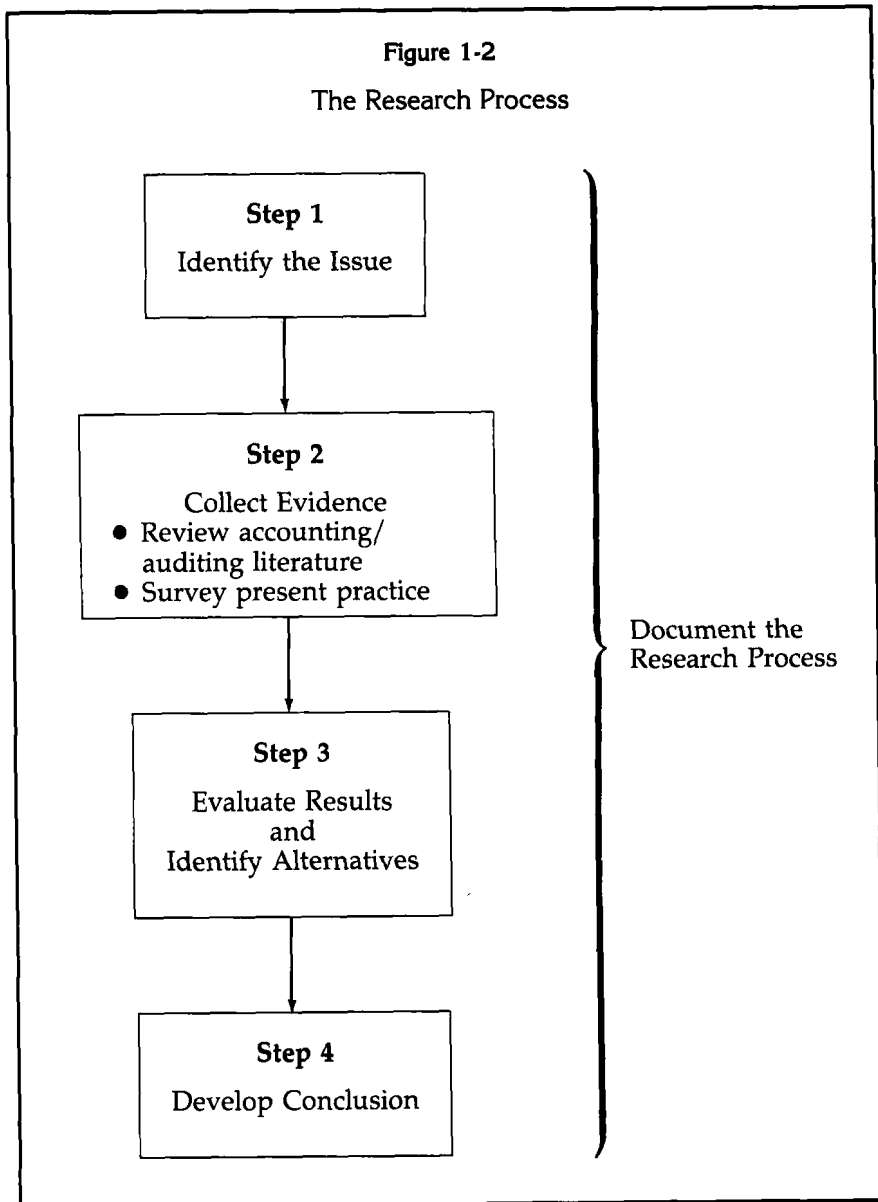 Figure 1-2
The Research Process
Step 1
Identify the Issue
Step 2
Collect Evidence
● Review accounting/
auditing literature
● Survey present practice
Step 3
Evaluate Results
and
Identify Alternatives
Step 4
Develop Conclusion
Document the
Research Process